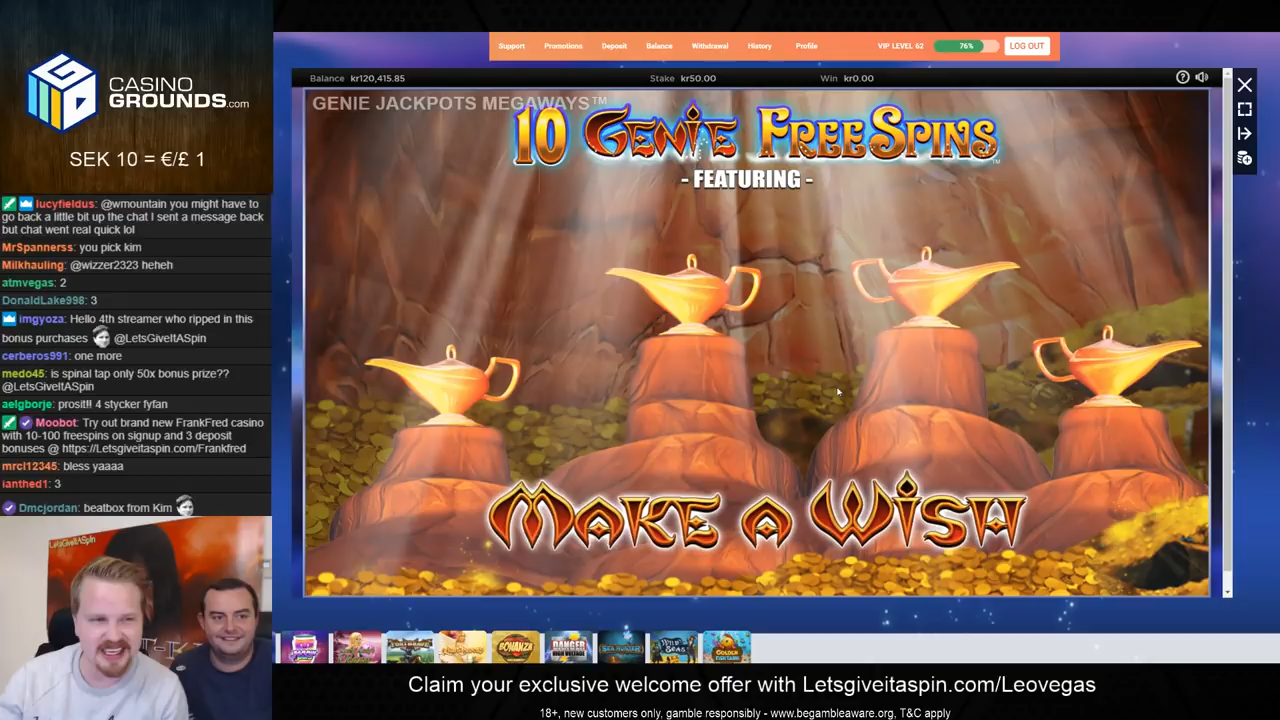 CASINO
GROUNDS.com
SEK 10 = €/£ 1
lucyfieldus: @wmountain you might have to
go back a little bit up the chat I sent a message back
but chat went real quick lol
MrSpannerss: you pick kim
Milkhauling: @wizzer2323 heheh
atmvegas: 2
DonaldLake998: 3
imgyoza: Hello 4th streamer who ripped in this
bonus purchases @LetsGiveItASpin
cerberos991: one more
medo45: is spinal tap only 50x bonus prize??
@LetsGiveItASpin
aelgborje: prosit!! 4 stycker fyfan
Moobot: Try out brand new FrankFred casino
with 10-100 freespins on signup and 3 deposit
bonuses @ https://Letsgiveitaspin.com/Frankfred
mrcl12345: bless yaaaa
ianthed1: 3
Dmcjordan: beatbox from Kim
LetsGiveItASpin
Support Promotions Deposit Balance Withdrawal History Profile VIP LEVEL 62 76% LOG OUT
Balance kr120,415.85 Stake kr50.00 Win kr0.00
GENIE JACKPOTS MEGAWAYS™
10 GENIE FREE SPINS™
- FEATURING -
MAKE A WISH
BONANZA
DANGER
WILD SEAS
GOLDEN
Claim your exclusive welcome offer with Letsgiveitaspin.com/Leovegas
18+, new customers only, gamble responsibly - www.begambleaware.org, T&C apply